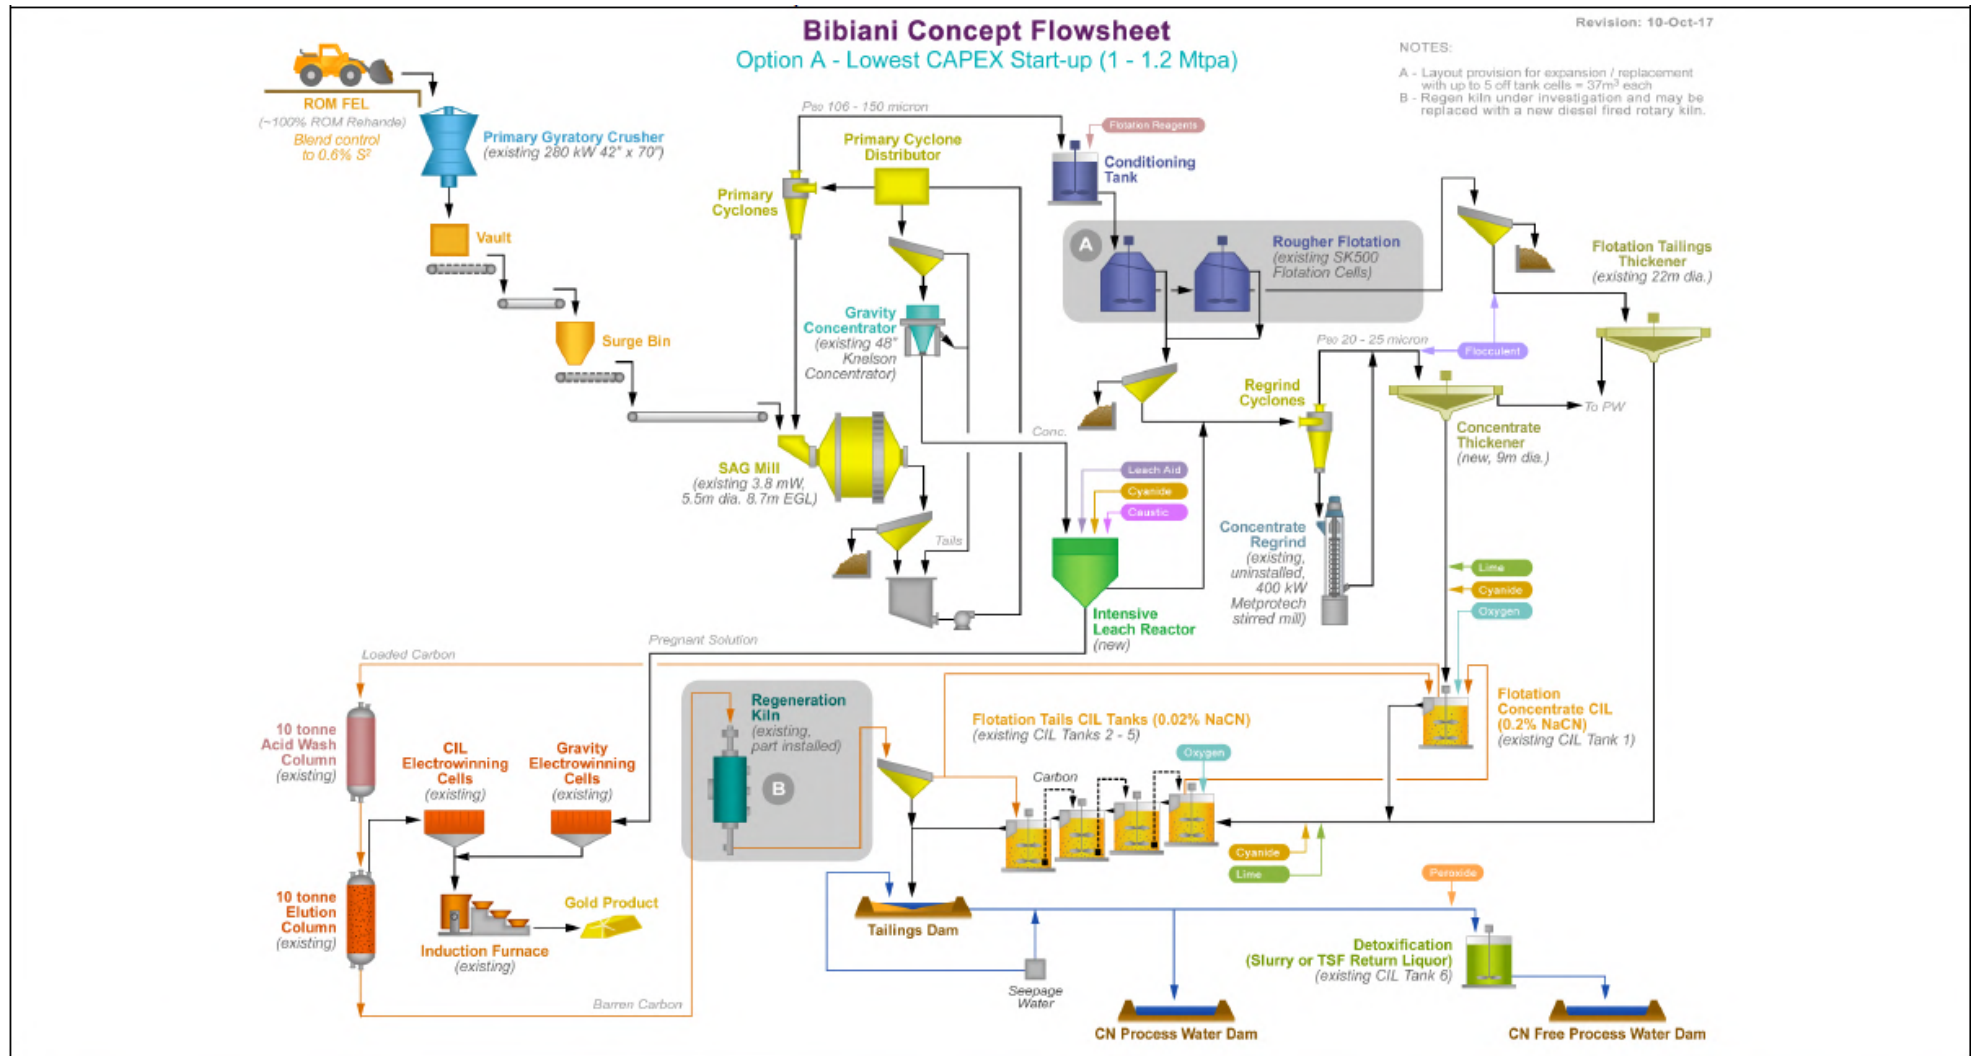 Bibiani Concept Flowsheet
Option A - Lowest CAPEX Start-up (1 - 1.2 Mtpa)
Revision: 10-Oct-17
NOTES:
A - Layout provision for expansion / replacement
with up to 5 off tank cells = 37m³ each
B - Regen kiln under investigation and may be
replaced with a new diesel fired rotary kiln.
ROM FEL
(~100% ROM Rehande)
Blend control
to 0.6% S²
Primary Gyratory Crusher
(existing 280 kW 42" x 70")
Vault
Surge Bin
P80 106 - 150 micron
Primary Cyclone
Distributor
Primary
Cyclones
Flotation Reagents
Conditioning
Tank
A
Rougher Flotation
(existing SK500
Flotation Cells)
Flotation Tailings
Thickener
(existing 22m dia.)
Gravity
Concentrator
(existing 48"
Knelson
Concentrator)
P80 20 - 25 micron
Flocculent
Regrind
Cyclones
To PW
Concentrate
Thickener
(new, 9m dia.)
Conc.
SAG Mill
(existing 3.8 mW,
5.5m dia. 8.7m EGL)
Leach Aid
Cyanide
Caustic
Tails
Concentrate
Regrind
(existing,
uninstalled,
400 kW
Metprotech
stirred mill)
Lime
Cyanide
Oxygen
Intensive
Leach Reactor
(new)
Pregnant Solution
Loaded Carbon
Regeneration
Kiln
(existing,
part installed)
B
Flotation Tails CIL Tanks (0.02% NaCN)
(existing CIL Tanks 2 - 5)
Flotation
Concentrate CIL
(0.2% NaCN)
(existing CIL Tank 1)
10 tonne
Acid Wash
Column
(existing)
CIL
Electrowinning
Cells
(existing)
Gravity
Electrowinning
Cells
(existing)
Oxygen
Carbon
Cyanide
Lime
Peroxide
10 tonne
Elution
Column
(existing)
Gold Product
Induction Furnace
(existing)
Tailings Dam
Detoxification
(Slurry or TSF Return Liquor)
(existing CIL Tank 6)
Seepage
Water
Barren Carbon
CN Process Water Dam
CN Free Process Water Dam